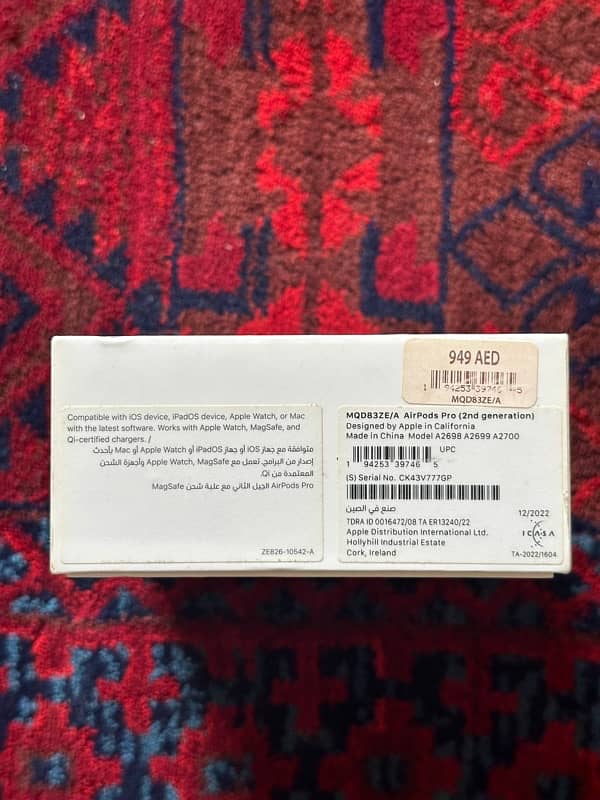 949 AED
1 94253 39746 5
MQD83ZE/A
Compatible with iOS device, iPadOS device, Apple Watch, or Mac
with the latest software. Works with Apple Watch, MagSafe, and
Qi-certified chargers. /
متوافقة مع جهاز iOS أو جهاز iPadOS أو Apple Watch أو Mac بأحدث
إصدار من البرامج. تعمل مع Apple Watch, MagSafe وأجهزة الشحن
المعتمدة من Qi.
AirPods Pro الجيل الثاني مع علبة شحن MagSafe
ZE826-10542-A
MQD83ZE/A AirPods Pro (2nd generation)
Designed by Apple in California
Made in China Model A2698 A2699 A2700
UPC
1 94253 39746 5
(S) Serial No. CK43V777GP
صنع في الصين
TDRA ID 0016472/08 TA ER13240/22
Apple Distribution International Ltd.
Hollyhill Industrial Estate
Cork, Ireland
12/2022
ICASA
TA-2022/1604